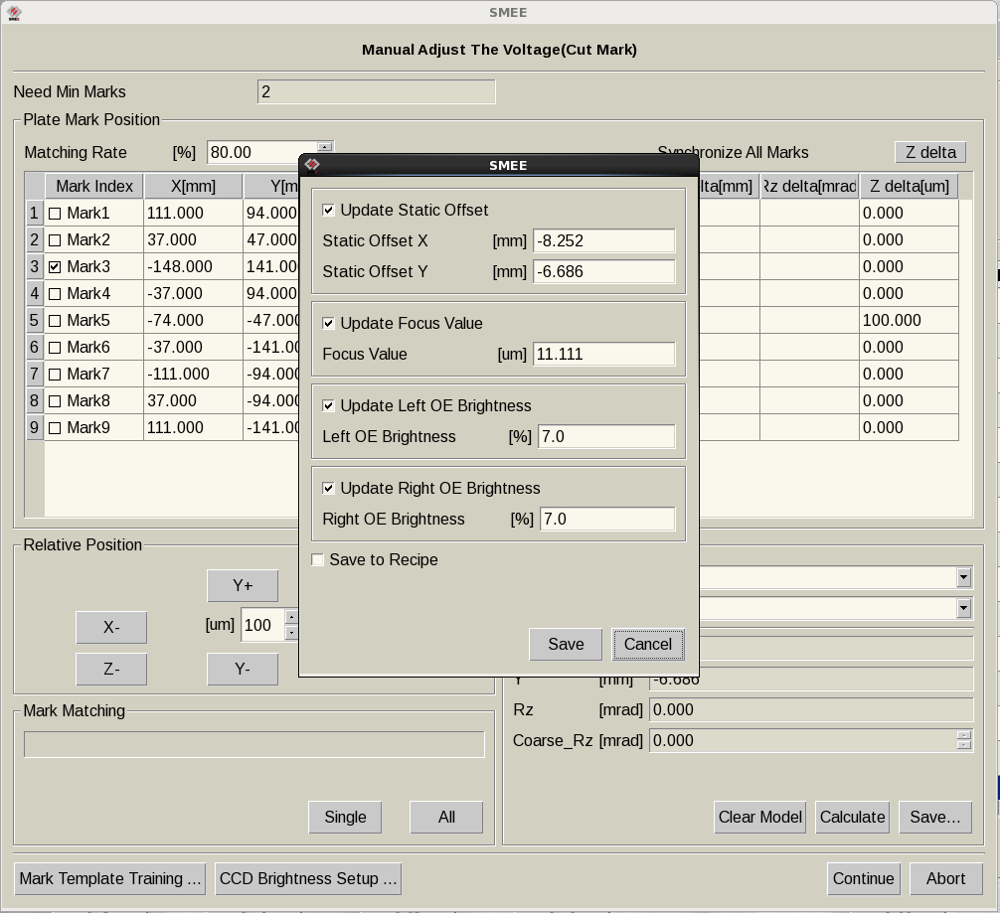 SMEE
Manual Adjust The Voltage(Cut Mark)
Need Min Marks 2
Plate Mark Position
Matching Rate [%] 80.00 Synchronize All Marks Z delta
Mark Index X[mm] Z delta[um]
1 Mark1 111.000 94.000 0.000
2 Mark2 37.000 47.000 0.000
3 Mark3 -148.000 141.00 0.000
4 Mark4 -37.000 94.000 0.000
5 Mark5 -74.000 -47.000 100.000
6 Mark6 -37.000 -141.00 0.000
7 Mark7 -111.000 -94.000 0.000
8 Mark8 37.000 -94.000 0.000
9 Mark9 111.000 -141.00 0.000
SMEE
Update Static Offset
Static Offset X [mm] -8.252
Static Offset Y [mm] -6.686
Update Focus Value
Focus Value [um] 11.111
Update Left OE Brightness
Left OE Brightness [%] 7.0
Update Right OE Brightness
Right OE Brightness [%] 7.0
Save to Recipe
Save Cancel
Relative Position
Y+
X- [um] 100
Z- Y-
Mark Matching
Single All
Y [mm] -6.686
Rz [mrad] 0.000
Coarse_Rz [mrad] 0.000
Clear Model Calculate Save...
Mark Template Training ... CCD Brightness Setup ... Continue Abort